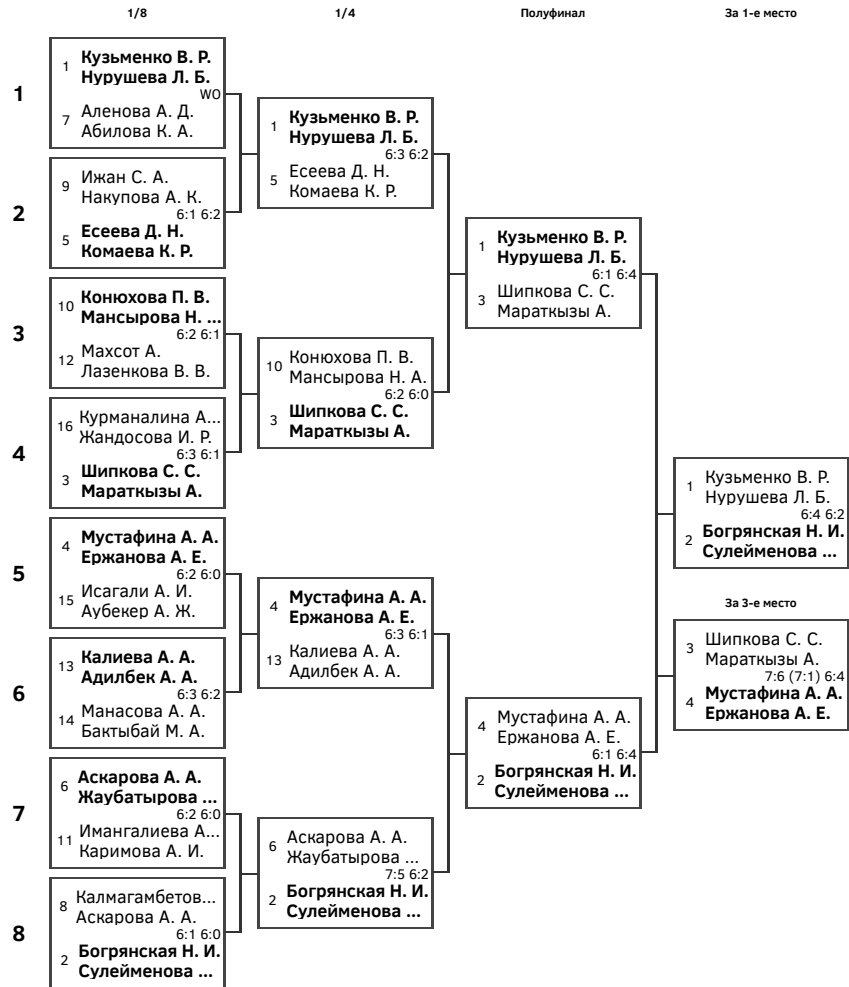 1/8
1/4
Полуфинал
За 1-е место
1
1
Кузьменко В. Р.
Нурушева Л. Б.
WO
7
Аленова А. Д.
Абилова К. А.
2
9
Ижан С. А.
Накупова А. К.
6:1 6:2
5
Есеева Д. Н.
Комаева К. Р.
3
10
Конюхова П. В.
Мансырова Н. ...
6:2 6:1
12
Махсот А.
Лазенкова В. В.
4
16
Курманалина А...
Жандосова И. Р.
6:3 6:1
3
Шипкова С. С.
Мараткызы А.
5
4
Мустафина А. А.
Ержанова А. Е.
6:2 6:0
15
Исагали А. И.
Аубекер А. Ж.
6
13
Калиева А. А.
Адилбек А. А.
6:3 6:2
14
Манасова А. А.
Бактыбай М. А.
7
6
Аскарова А. А.
Жаубатырова ...
6:2 6:0
11
Имангалиева А...
Каримова А. И.
8
8
Калмагамбетов...
Аскарова А. А.
6:1 6:0
2
Богрянская Н. И.
Сулейменова ...
1
Кузьменко В. Р.
Нурушева Л. Б.
6:3 6:2
5
Есеева Д. Н.
Комаева К. Р.
10
Конюхова П. В.
Мансырова Н. А.
6:2 6:0
3
Шипкова С. С.
Мараткызы А.
4
Мустафина А. А.
Ержанова А. Е.
6:3 6:1
13
Калиева А. А.
Адилбек А. А.
6
Аскарова А. А.
Жаубатырова ...
7:5 6:2
2
Богрянская Н. И.
Сулейменова ...
1
Кузьменко В. Р.
Нурушева Л. Б.
6:1 6:4
3
Шипкова С. С.
Мараткызы А.
4
Мустафина А. А.
Ержанова А. Е.
6:1 6:4
2
Богрянская Н. И.
Сулейменова ...
1
Кузьменко В. Р.
Нурушева Л. Б.
6:4 6:2
2
Богрянская Н. И.
Сулейменова ...
За 3-е место
3
Шипкова С. С.
Мараткызы А.
7:6 (7:1) 6:4
4
Мустафина А. А.
Ержанова А. Е.